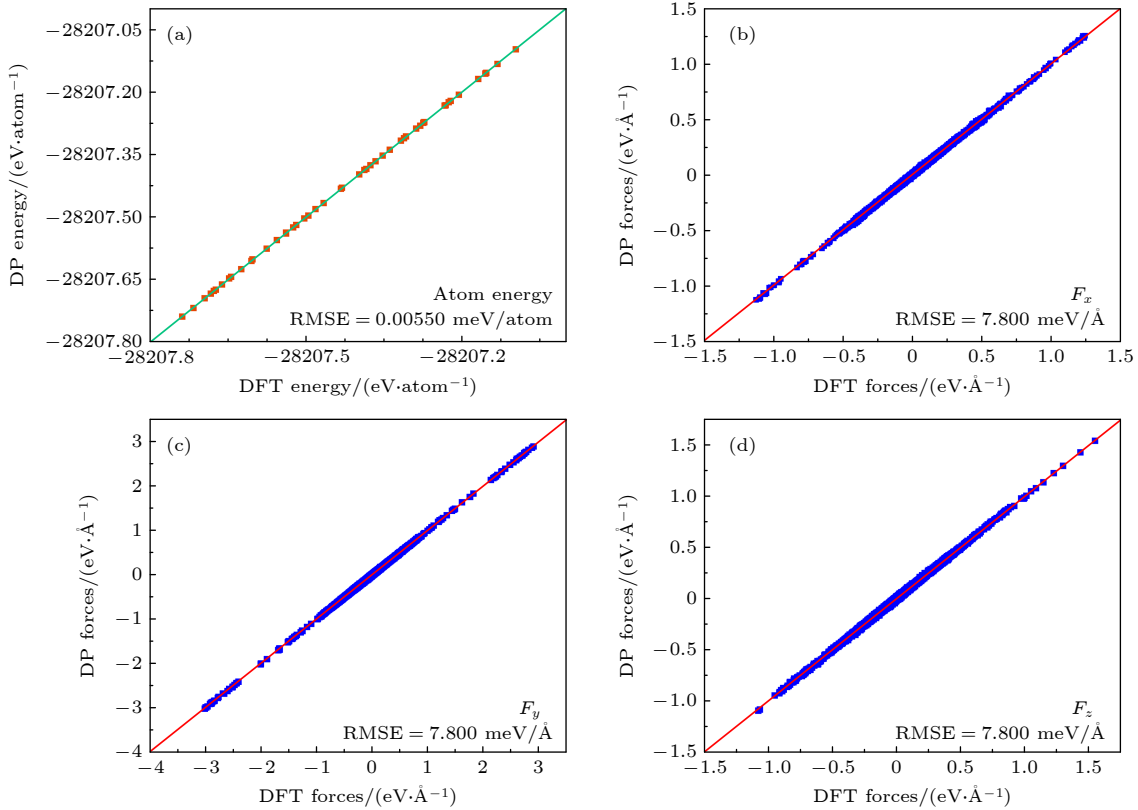 (a)
DP energy/(eV·atom⁻¹)
−28207.05
−28207.20
−28207.35
−28207.50
−28207.65
−28207.80
Atom energy
RMSE = 0.00550 meV/atom
−28207.8 −28207.5 −28207.2
DFT energy/(eV·atom⁻¹)
(b)
DP forces/(eV·Å⁻¹)
1.5
1.0
0.5
0
−0.5
−1.0
−1.5
Fx
RMSE = 7.800 meV/Å
−1.5 −1.0 −0.5 0 0.5 1.0 1.5
DFT forces/(eV·Å⁻¹)
(c)
DP forces/(eV·Å⁻¹)
3
2
1
0
−1
−2
−3
−4
Fy
RMSE = 7.800 meV/Å
−4 −3 −2 −1 0 1 2 3
DFT forces/(eV·Å⁻¹)
(d)
DP forces/(eV·Å⁻¹)
1.5
1.0
0.5
0
−0.5
−1.0
−1.5
Fz
RMSE = 7.800 meV/Å
−1.5 −1.0 −0.5 0 0.5 1.0 1.5
DFT forces/(eV·Å⁻¹)